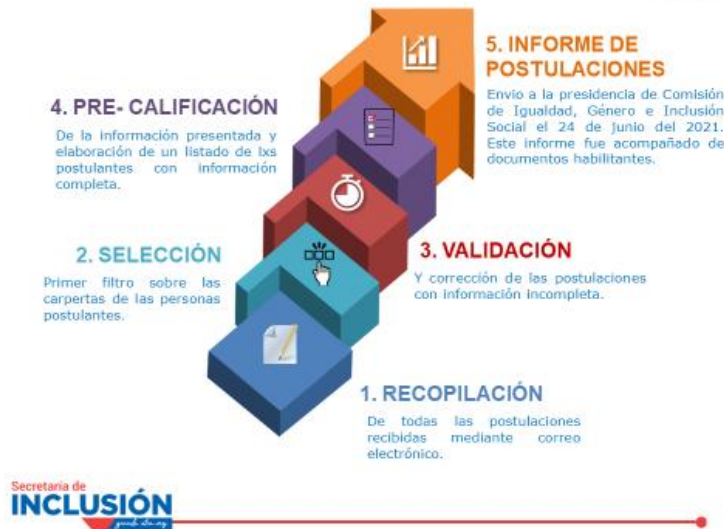 5. INFORME DE
POSTULACIONES
Envio a la presidencia de Comisión
de Igualdad, Género e Inclusión
Social el 24 de junio del 2021.
Este informe fue acompañado de
documentos habilitantes.
4. PRE- CALIFICACIÓN
De la información presentada y
elaboración de un listado de lxs
postulantes con información
completa.
3. VALIDACIÓN
Y corrección de las postulaciones
con información incompleta.
2. SELECCIÓN
Primer filtro sobre las
carpertas de las personas
postulantes.
1. RECOPILACIÓN
De todas las postulaciones
recibidas mediante correo
electrónico.
Secretaría de
INCLUSIÓN